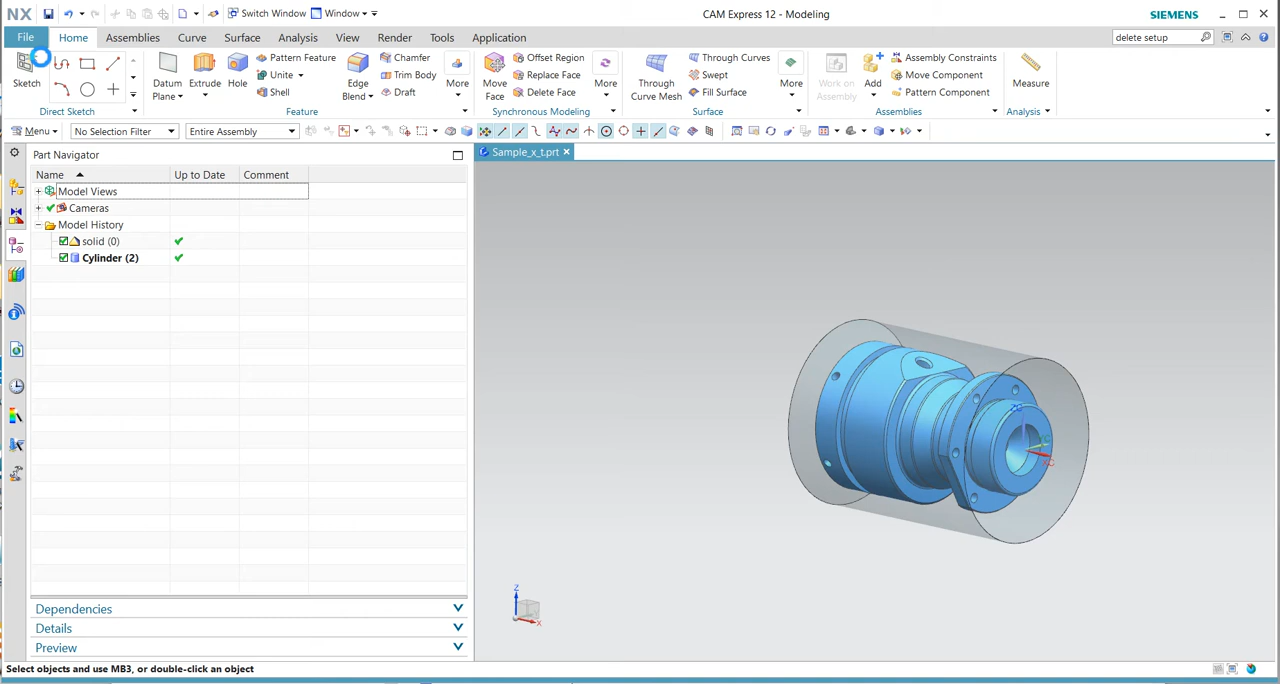 NX
Switch Window
Window
CAM Express 12 - Modeling
SIEMENS
File
Home
Assemblies
Curve
Surface
Analysis
View
Render
Tools
Application
delete setup
Sketch
Direct Sketch
Datum Plane
Extrude
Hole
Pattern Feature
Unite
Shell
Edge Blend
Chamfer
Trim Body
Draft
More
Feature
Move Face
Offset Region
Replace Face
Delete Face
More
Synchronous Modeling
Through Curve Mesh
Through Curves
Swept
Fill Surface
More
Surface
Work on Assembly
Add
Assembly Constraints
Move Component
Pattern Component
Assemblies
Measure
Analysis
Menu
No Selection Filter
Entire Assembly
Part Navigator
Sample_x_t.prt
Name
Up to Date
Comment
Model Views
Cameras
Model History
solid (0)
Cylinder (2)
Dependencies
Details
Preview
Select objects and use MB3, or double-click an object
Z
X